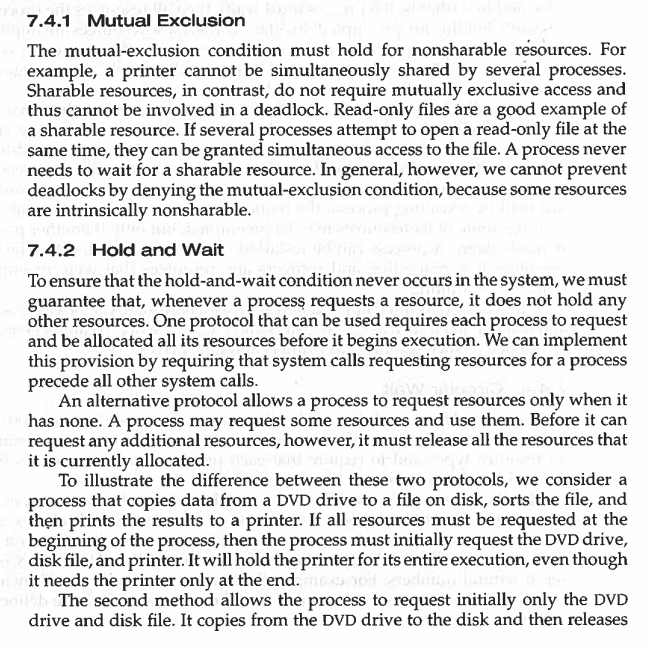 7.4.1 Mutual Exclusion
The mutual-exclusion condition must hold for nonsharable resources. For
example, a printer cannot be simultaneously shared by several processes.
Sharable resources, in contrast, do not require mutually exclusive access and
thus cannot be involved in a deadlock. Read-only files are a good example of
a sharable resource. If several processes attempt to open a read-only file at the
same time, they can be granted simultaneous access to the file. A process never
needs to wait for a sharable resource. In general, however, we cannot prevent
deadlocks by denying the mutual-exclusion condition, because some resources
are intrinsically nonsharable.
7.4.2 Hold and Wait
To ensure that the hold-and-wait condition never occurs in the system, we must
guarantee that, whenever a process requests a resource, it does not hold any
other resources. One protocol that can be used requires each process to request
and be allocated all its resources before it begins execution. We can implement
this provision by requiring that system calls requesting resources for a process
precede all other system calls.
An alternative protocol allows a process to request resources only when it
has none. A process may request some resources and use them. Before it can
request any additional resources, however, it must release all the resources that
it is currently allocated.
To illustrate the difference between these two protocols, we consider a
process that copies data from a DVD drive to a file on disk, sorts the file, and
then prints the results to a printer. If all resources must be requested at the
beginning of the process, then the process must initially request the DVD drive,
disk file, and printer. It will hold the printer for its entire execution, even though
it needs the printer only at the end.
The second method allows the process to request initially only the DVD
drive and disk file. It copies from the DVD drive to the disk and then releases